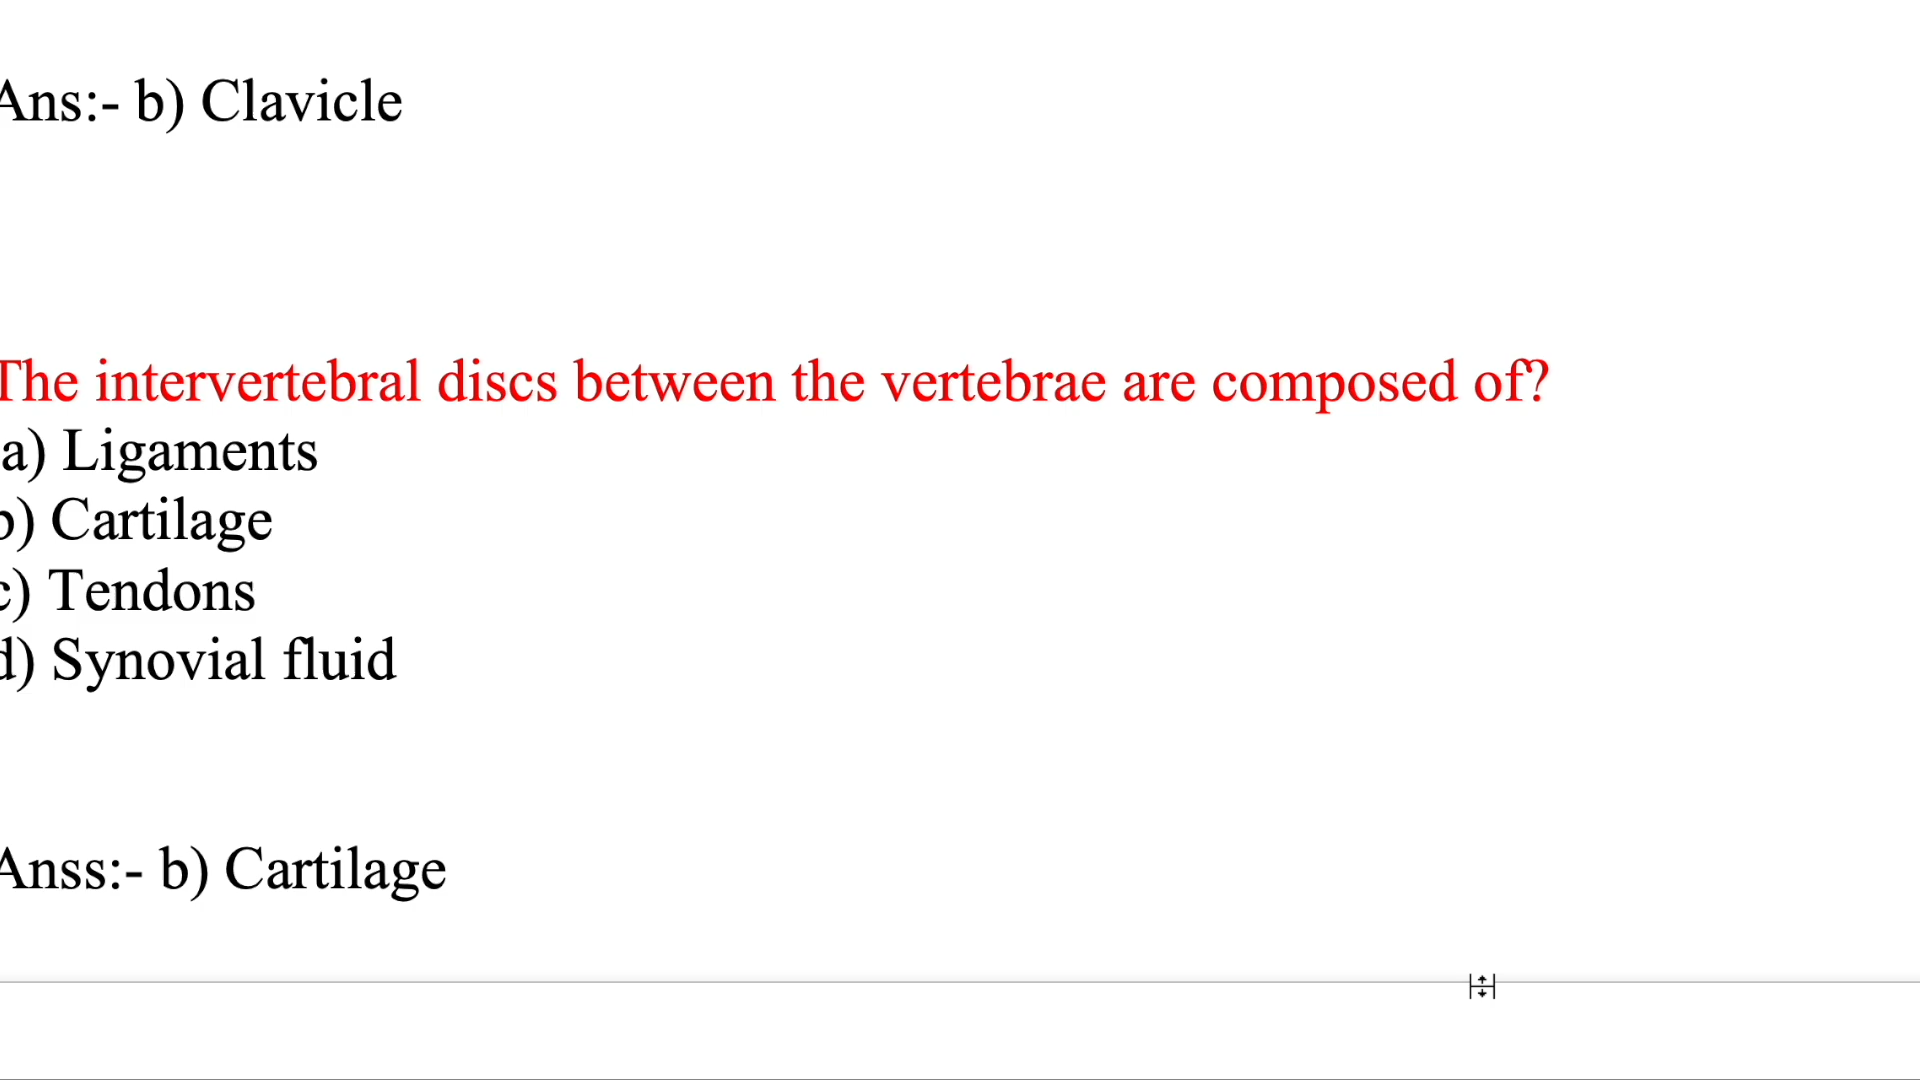 Ans:- b) Clavicle
The intervertebral discs between the vertebrae are composed of?
a) Ligaments
b) Cartilage
c) Tendons
d) Synovial fluid
Anss:- b) Cartilage